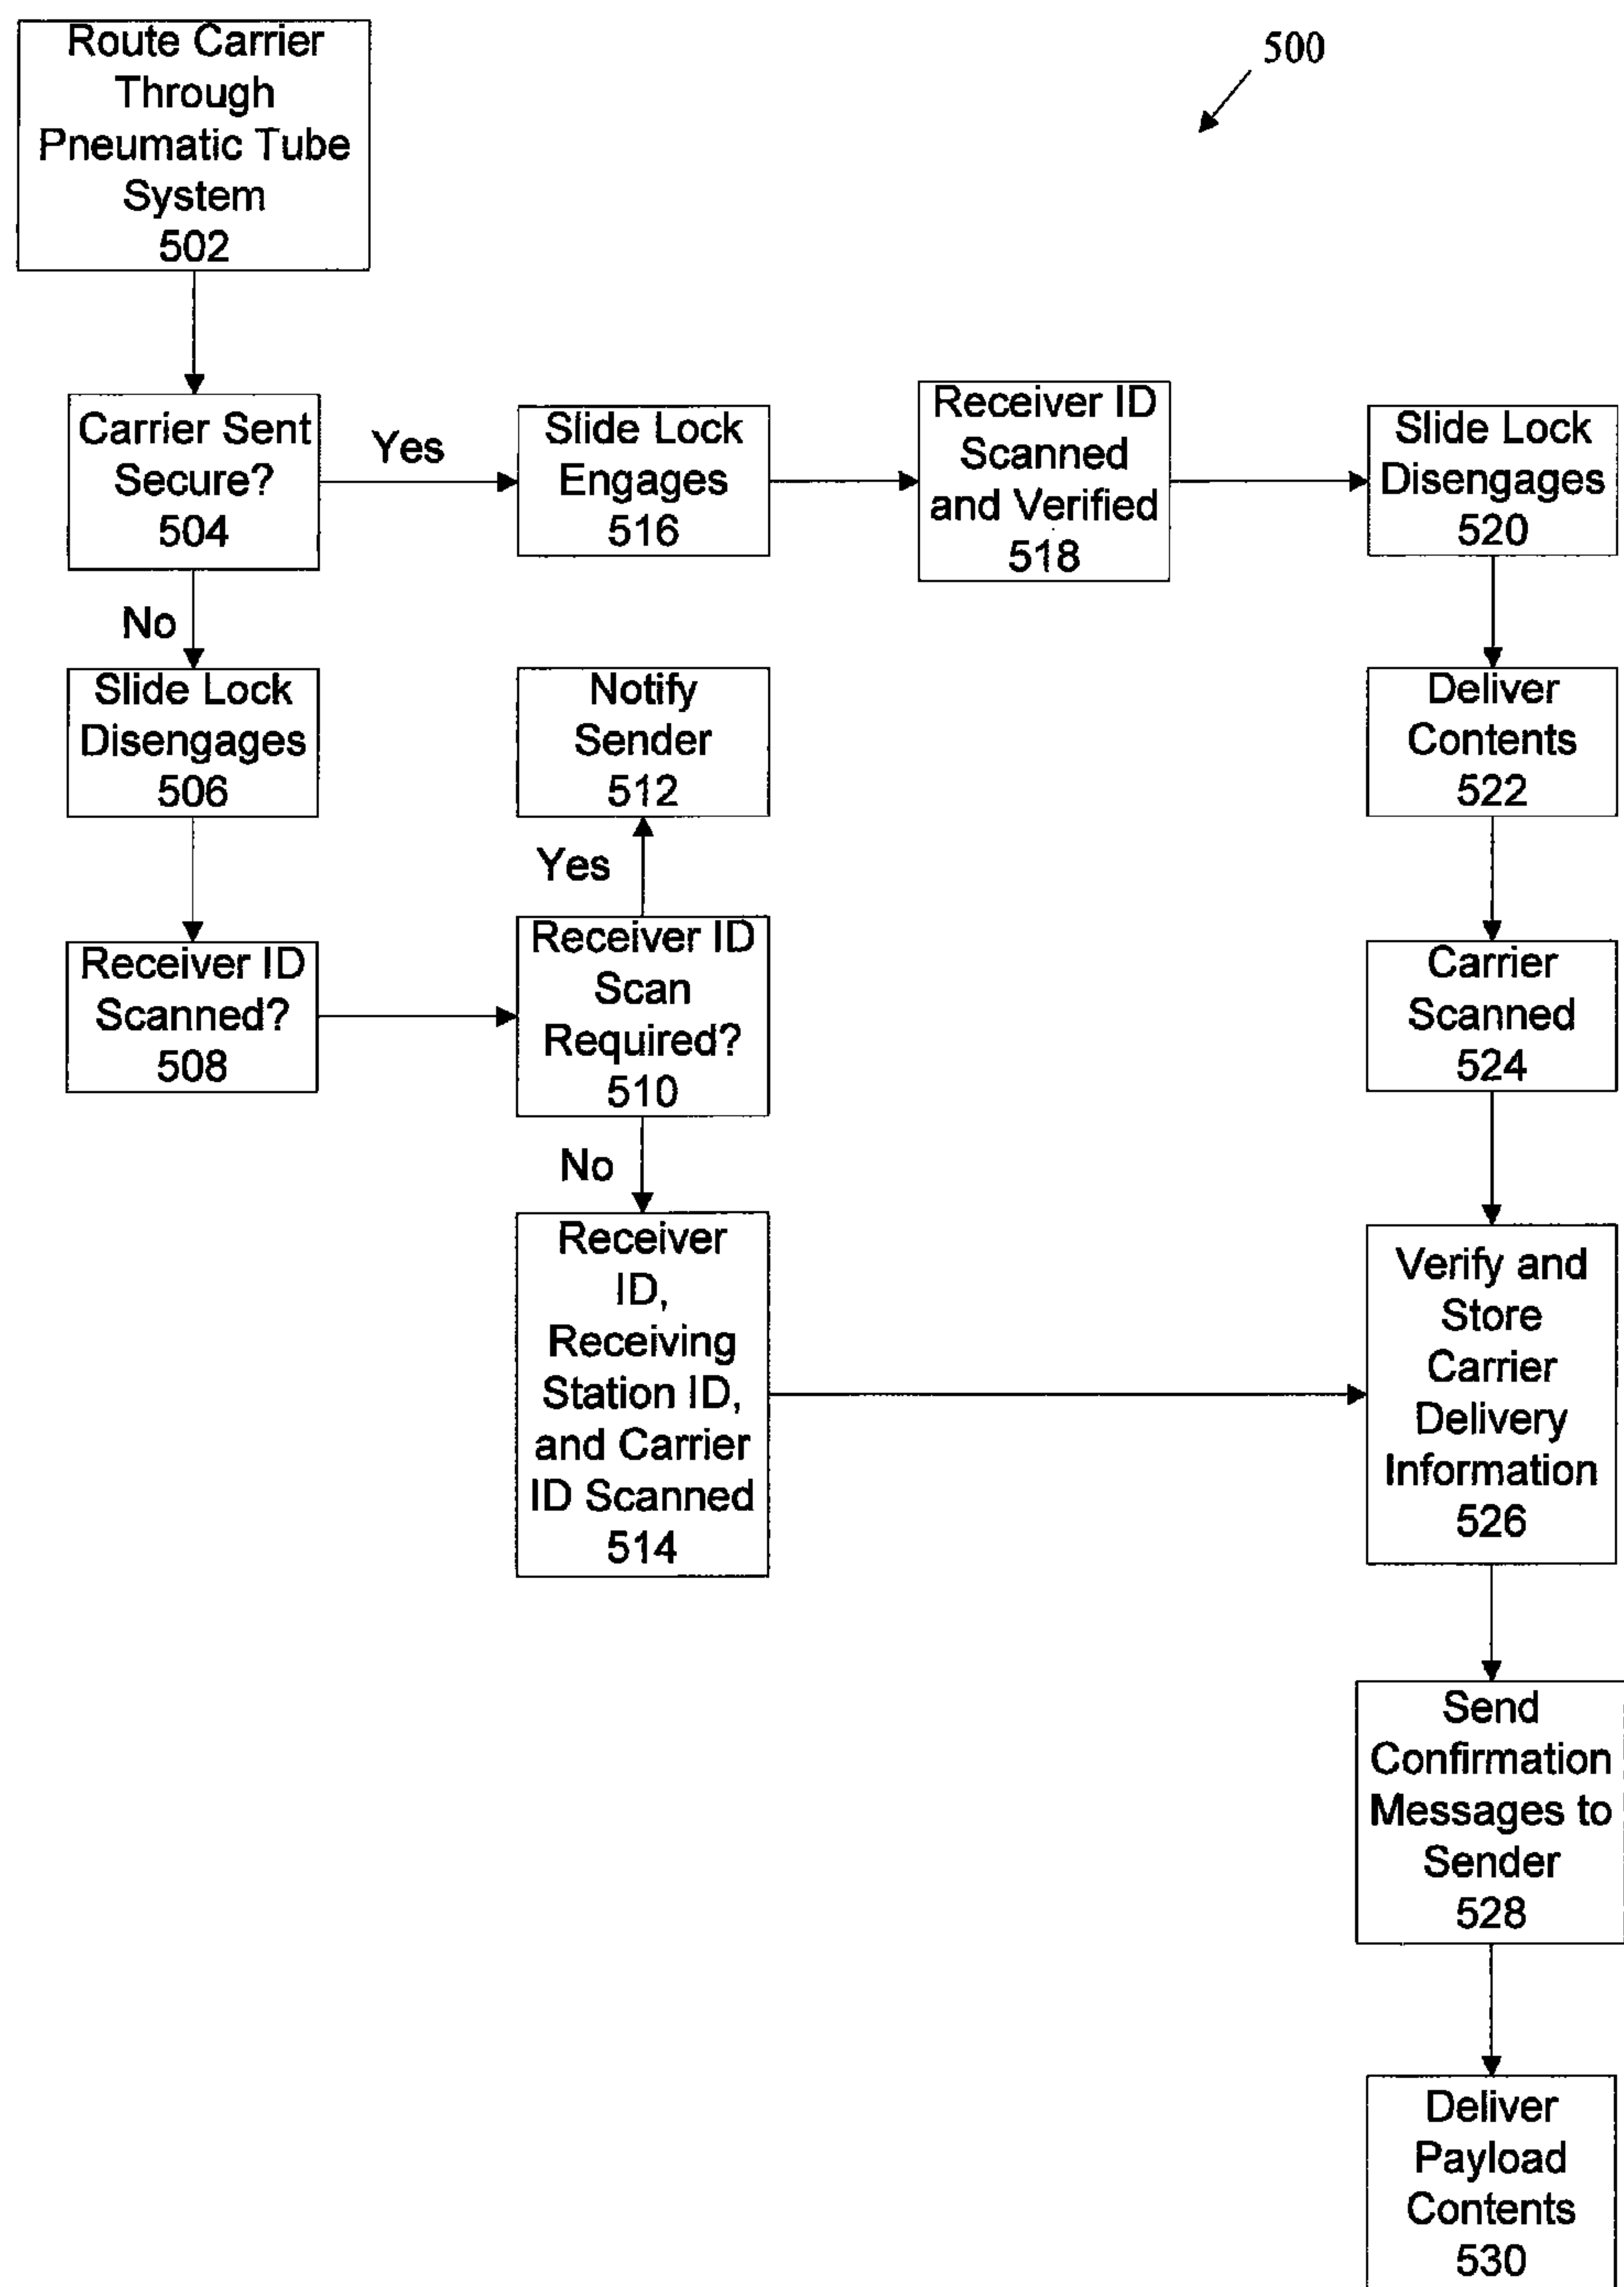 Route Carrier
Through
Pneumatic Tube
System
502
500
Carrier Sent
Secure?
504
Yes
Slide Lock
Engages
516
Receiver ID
Scanned
and Verified
518
Slide Lock
Disengages
520
No
Slide Lock
Disengages
506
Notify
Sender
512
Deliver
Contents
522
Yes
Receiver ID
Scanned?
508
Receiver ID
Scan
Required?
510
Carrier
Scanned
524
No
Receiver
ID,
Receiving
Station ID,
and Carrier
ID Scanned
514
Verify and
Store
Carrier
Delivery
Information
526
Send
Confirmation
Messages to
Sender
528
Deliver
Payload
Contents
530